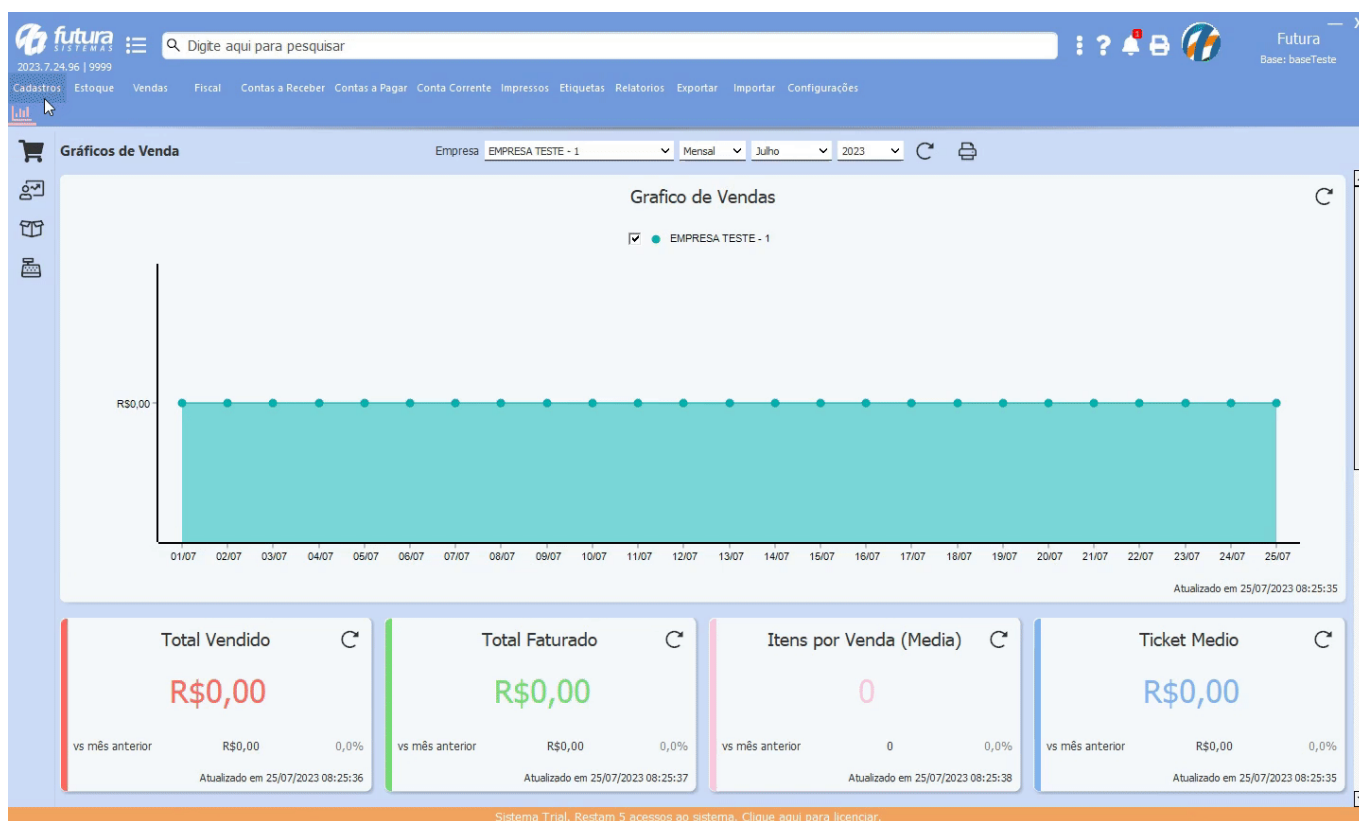 futura
SISTEMAS
Digite aqui para pesquisar
1
Futura
2023.7.24.96 | 9999
Base: baseTeste
Cadastros Estoque Vendas Fiscal Contas a Receber Contas a Pagar Conta Corrente Impressos Etiquetas Relatorios Exportar Importar Configurações
Gráficos de Venda Empresa EMPRESA TESTE - 1 Mensal Julho 2023
Grafico de Vendas
EMPRESA TESTE - 1
R$0,00
01/07 02/07 03/07 04/07 05/07 06/07 07/07 08/07 09/07 10/07 11/07 12/07 13/07 14/07 15/07 16/07 17/07 18/07 19/07 20/07 21/07 22/07 23/07 24/07 25/07
Atualizado em 25/07/2023 08:25:35
Total Vendido
R$0,00
vs mês anterior R$0,00 0,0%
Atualizado em 25/07/2023 08:25:36
Total Faturado
R$0,00
vs mês anterior R$0,00 0,0%
Atualizado em 25/07/2023 08:25:37
Itens por Venda (Media)
0
vs mês anterior 0 0,0%
Atualizado em 25/07/2023 08:25:38
Ticket Medio
R$0,00
vs mês anterior R$0,00 0,0%
Atualizado em 25/07/2023 08:25:35
Sistema Trial. Restam 5 acessos ao sistema. Clique aqui para licenciar.